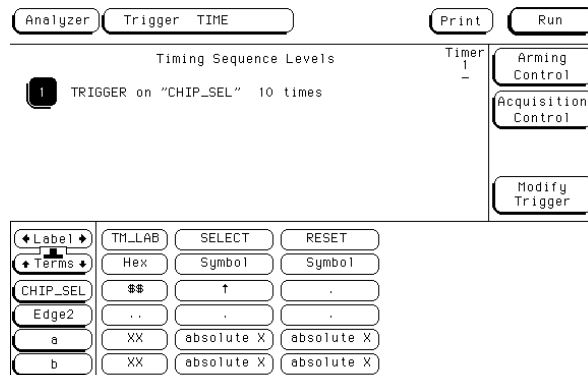 Analyzer Trigger TIME Print Run
Timing Sequence Levels
Timer
1
-
Arming
Control
1 TRIGGER on "CHIP_SEL" 10 times
Acquisition
Control
Modify
Trigger
←Label→ TM_LAB SELECT RESET
↑Terms↓ Hex Symbol Symbol
CHIP_SEL $$ ↑ .
Edge2 .. . .
a XX absolute X absolute X
b XX absolute X absolute X